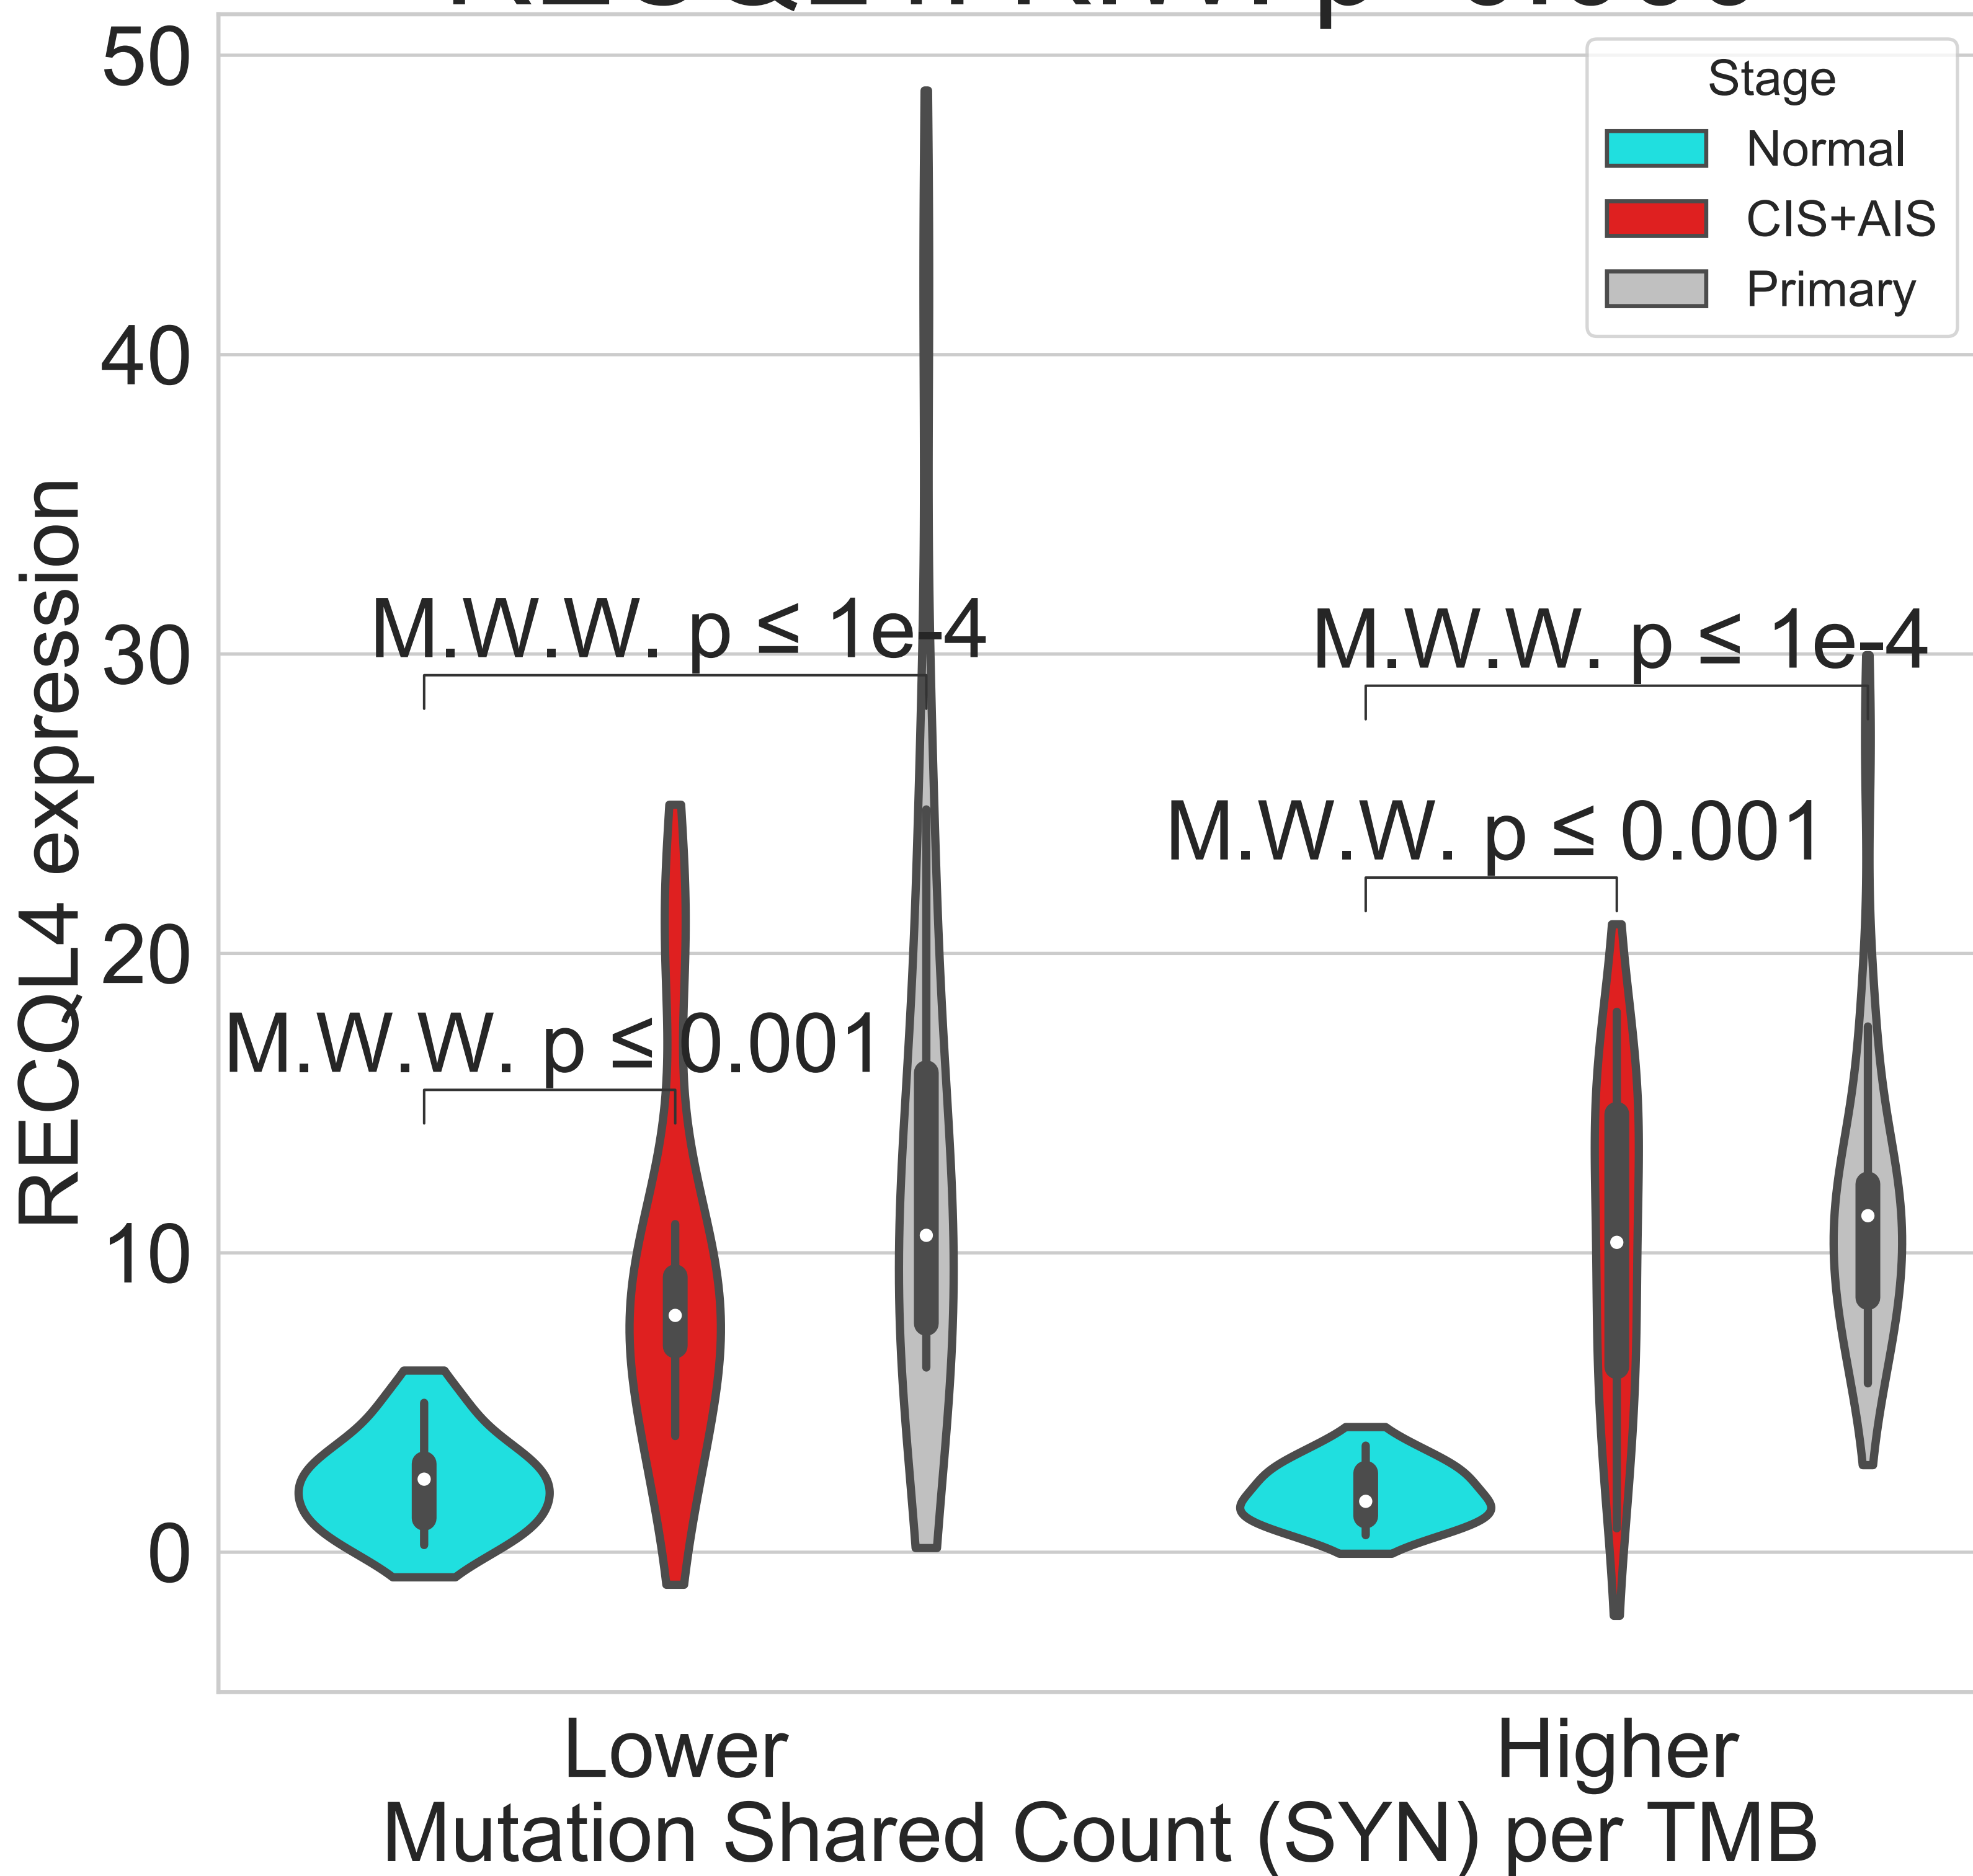 50
Stage
Normal
CIS+AIS
Primary
40
M.W.W. p ≤ 1e-4
M.W.W. p ≤ 1e-4
30
M.W.W. p ≤ 0.001
20
M.W.W. p ≤ 0.001
10
0
RECQL4 expression
Lower
Higher
Mutation Shared Count (SYN) per TMB